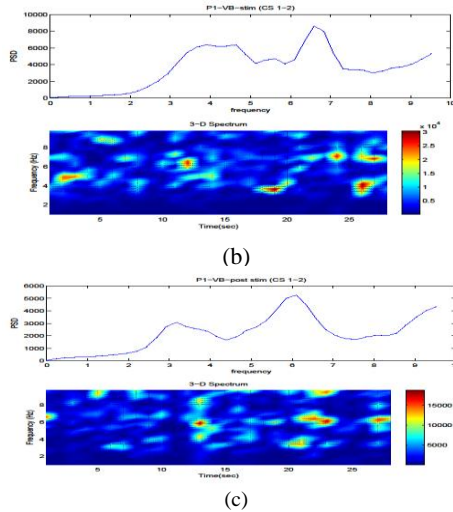 P1-VB-stim (CS 1-2)
PSD
10000
8000
6000
4000
2000
0
0 1 2 3 4 5 6 7 8 9 10
frequency
3-D Spectrum
Frequency (Hz)
8
6
4
2
5 10 15 20 25
Time(sec)
x 10⁴
3
2.5
2
1.5
1
0.5
(b)
P1-VB-post stim (CS 1-2)
PSD
6000
5000
4000
3000
2000
1000
0
0 1 2 3 4 5 6 7 8 9
frequency
3-D Spectrum
Frequency (Hz)
8
6
4
2
5 10 15 20 25
Time(sec)
15000
10000
5000
(c)